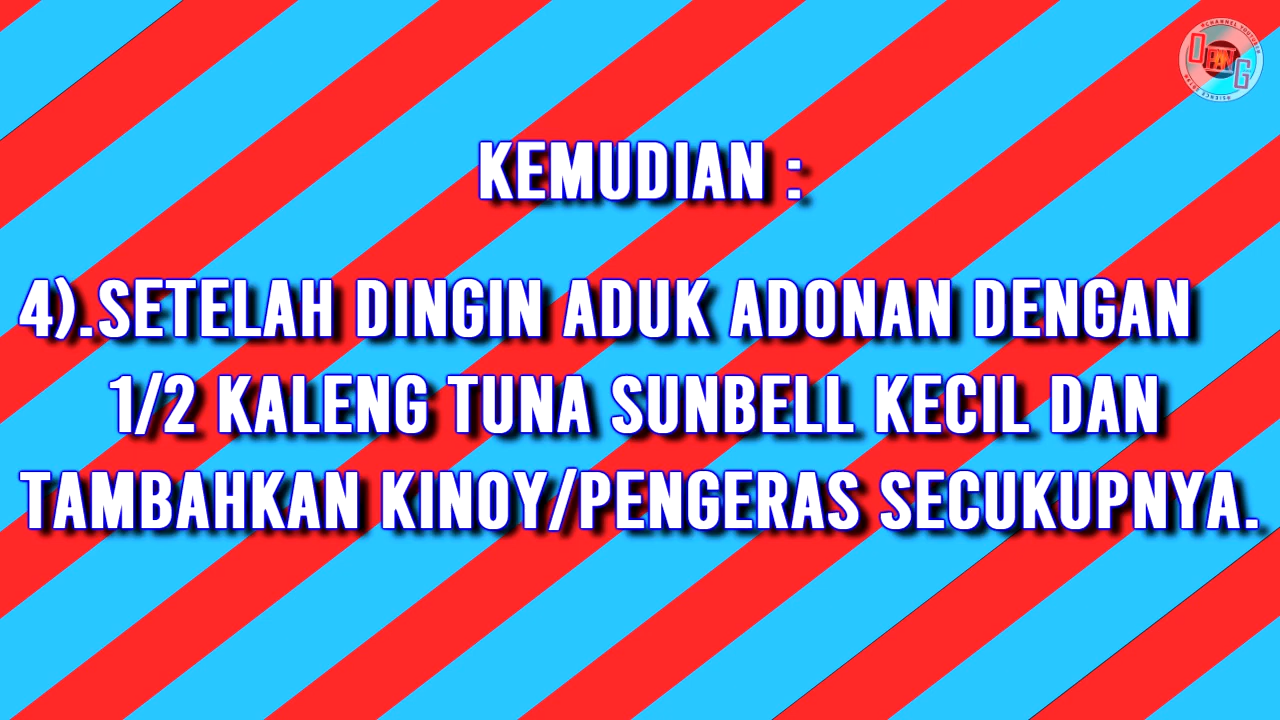 KEMUDIAN :
4).SETELAH DINGIN ADUK ADONAN DENGAN
1/2 KALENG TUNA SUNBELL KECIL DAN
TAMBAHKAN KINOY/PENGERAS SECUKUPNYA.